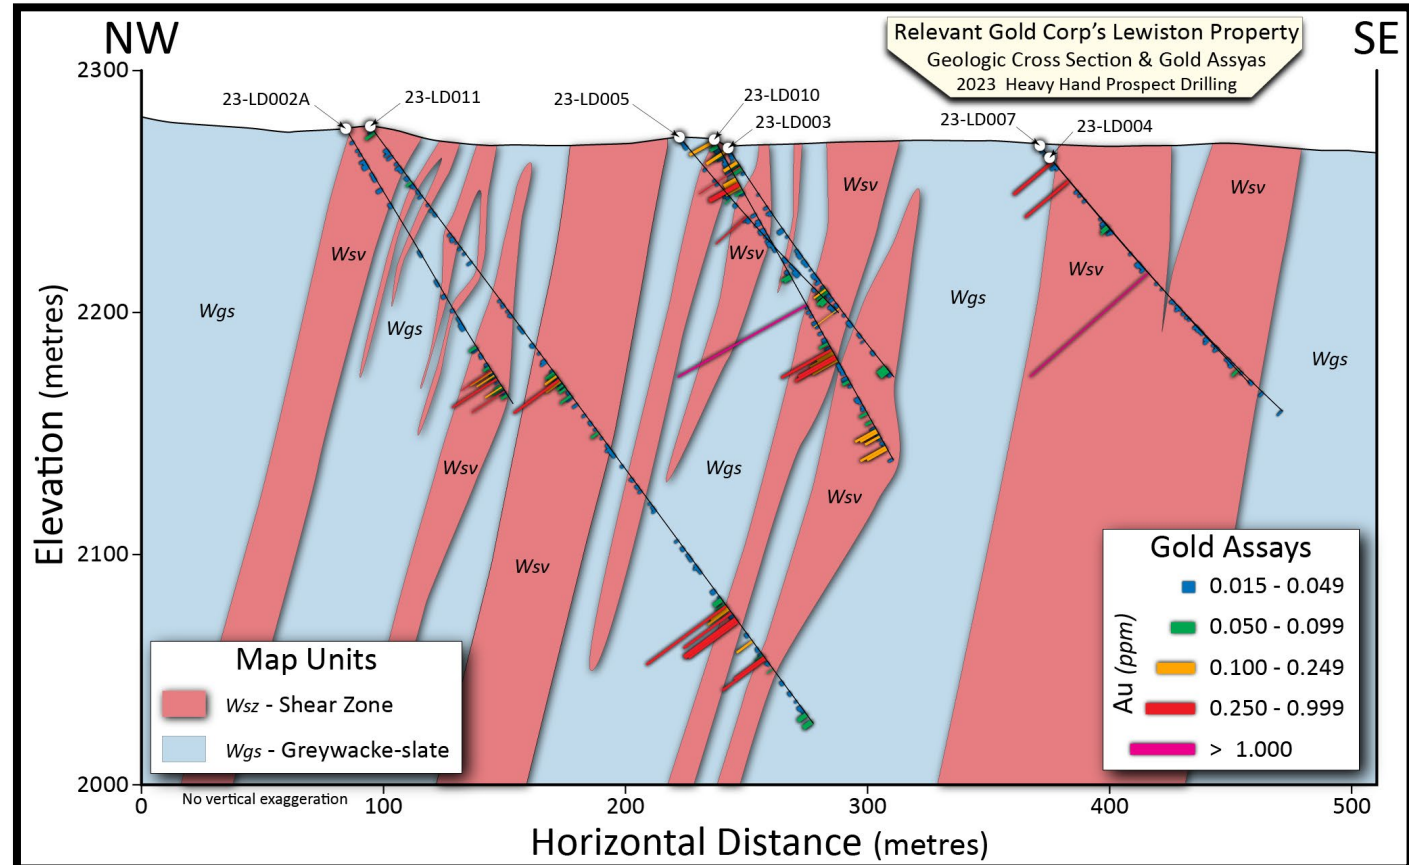 NW
SE
Relevant Gold Corp's Lewiston Property
Geologic Cross Section & Gold Assyas
2023 Heavy Hand Prospect Drilling
2300
2200
2100
2000
Elevation (metres)
23-LD002A
23-LD011
23-LD005
23-LD010
23-LD003
23-LD007
23-LD004
Wsv
Wsv
Wsv
Wsv
Wsv
Wgs
Wgs
Wgs
Wgs
Wsv
Wgs
Wsv
Wsv
Map Units
Wsz - Shear Zone
Wgs - Greywacke-slate
Gold Assays
Au (ppm)
0.015 - 0.049
0.050 - 0.099
0.100 - 0.249
0.250 - 0.999
> 1.000
No vertical exaggeration
0
100
200
300
400
500
Horizontal Distance (metres)